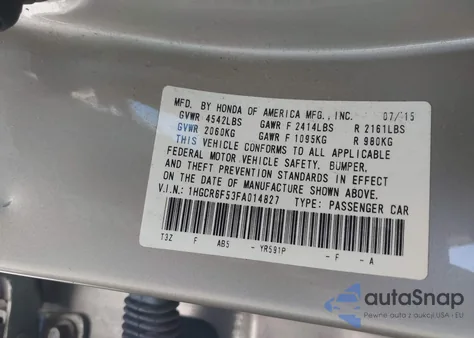 MFD. BY HONDA OF AMERICA MFG., INC. 07/15
GVWR 4542LBS GAWR F 2414LBS R 2161LBS
GVWR 2060KG GAWR F 1095KG R 980KG
THIS VEHICLE CONFORMS TO ALL APPLICABLE
FEDERAL MOTOR VEHICLE SAFETY, BUMPER,
AND THEFT PREVENTION STANDARDS IN EFFECT
ON THE DATE OF MANUFACTURE SHOWN ABOVE.
V.I.N.: 1HGCR6F53FA014827 TYPE: PASSENGER CAR
T3Z F AB5 - YR591P - F - A
autoSnap
Pewne auta z aukcji USA i EU